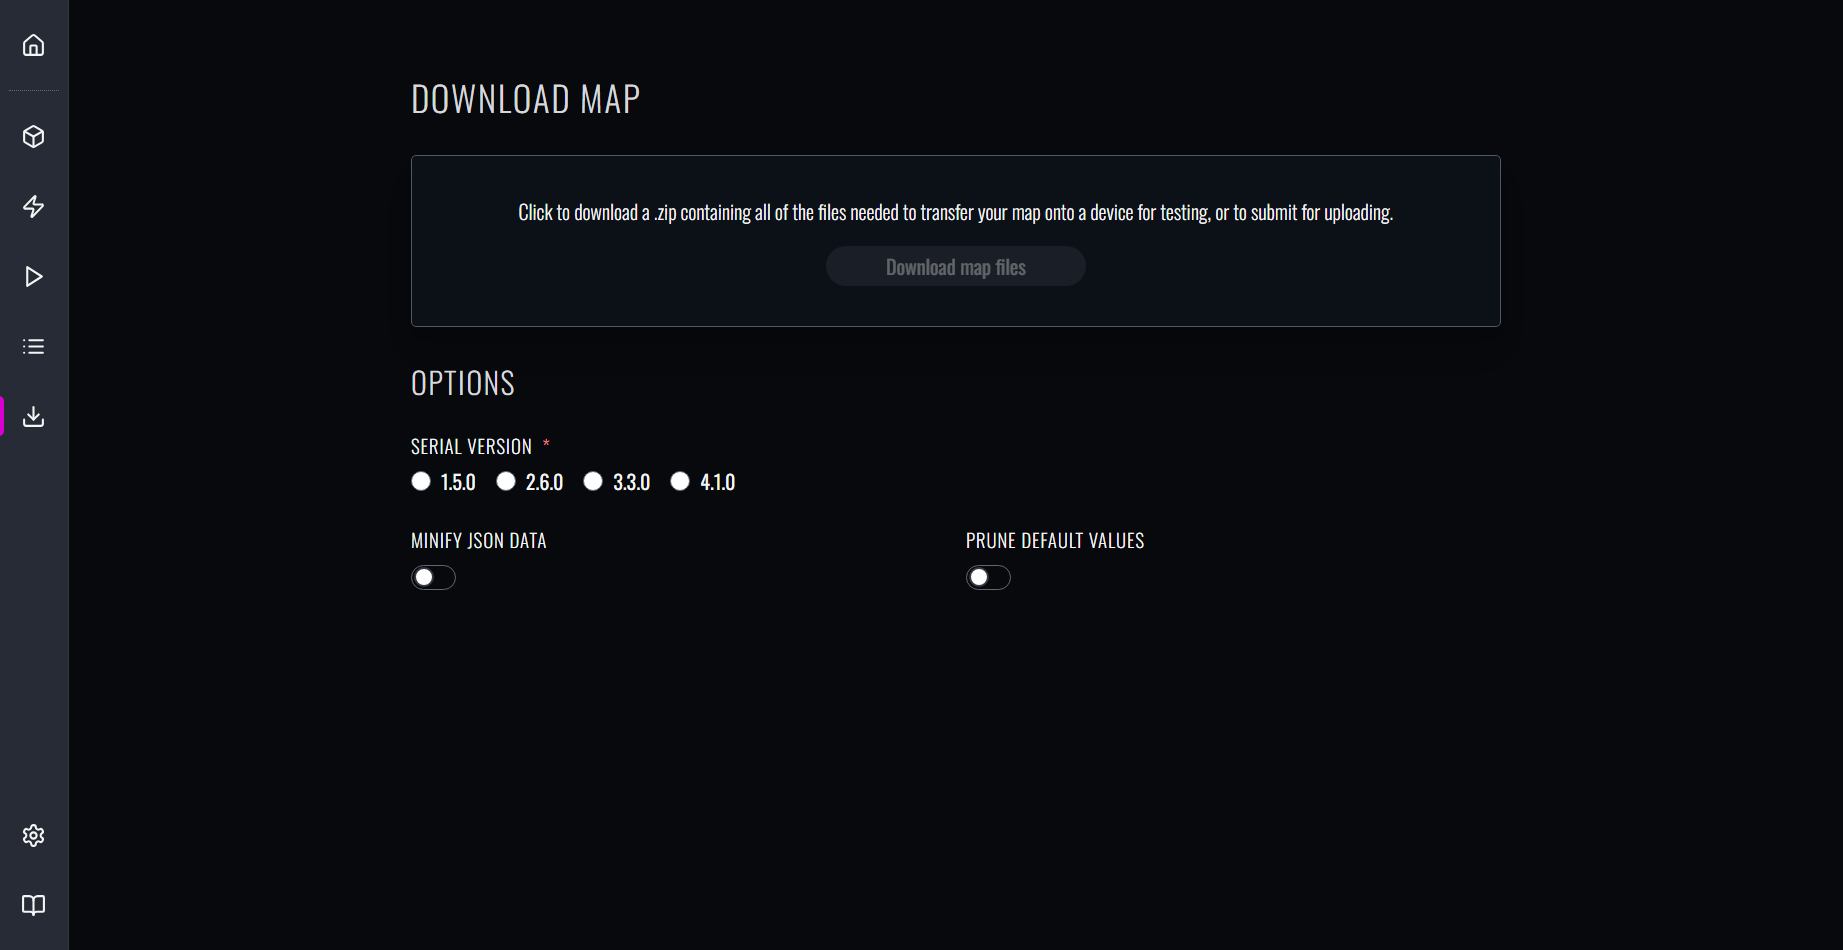 DOWNLOAD MAP
Click to download a .zip containing all of the files needed to transfer your map onto a device for testing, or to submit for uploading.
Download map files
OPTIONS
SERIAL VERSION *
1.5.0 2.6.0 3.3.0 4.1.0
MINIFY JSON DATA PRUNE DEFAULT VALUES